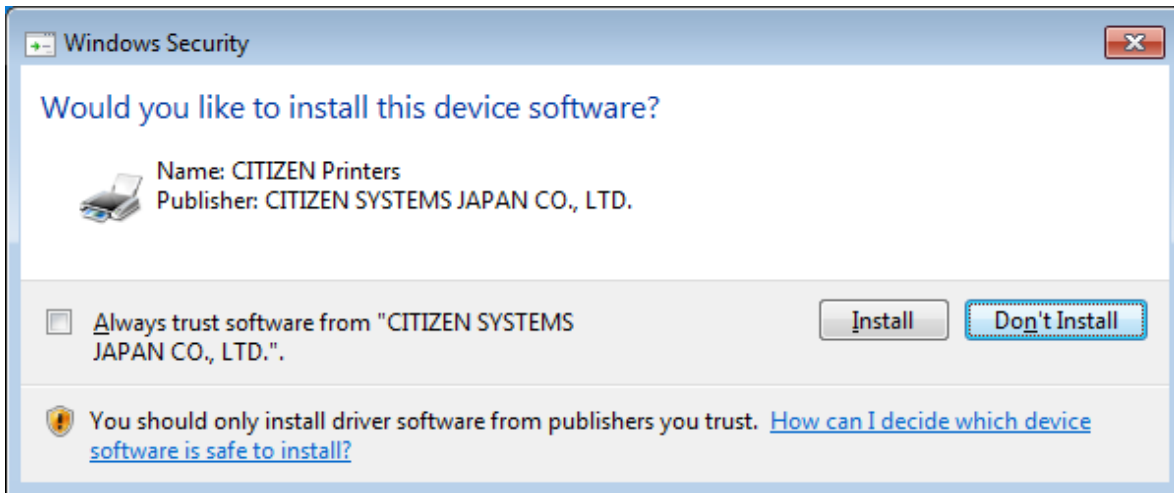 Windows Security
Would you like to install this device software?
Name: CITIZEN Printers
Publisher: CITIZEN SYSTEMS JAPAN CO., LTD.
Always trust software from "CITIZEN SYSTEMS
JAPAN CO., LTD.".
Install
Don't Install
You should only install driver software from publishers you trust. How can I decide which device
software is safe to install?